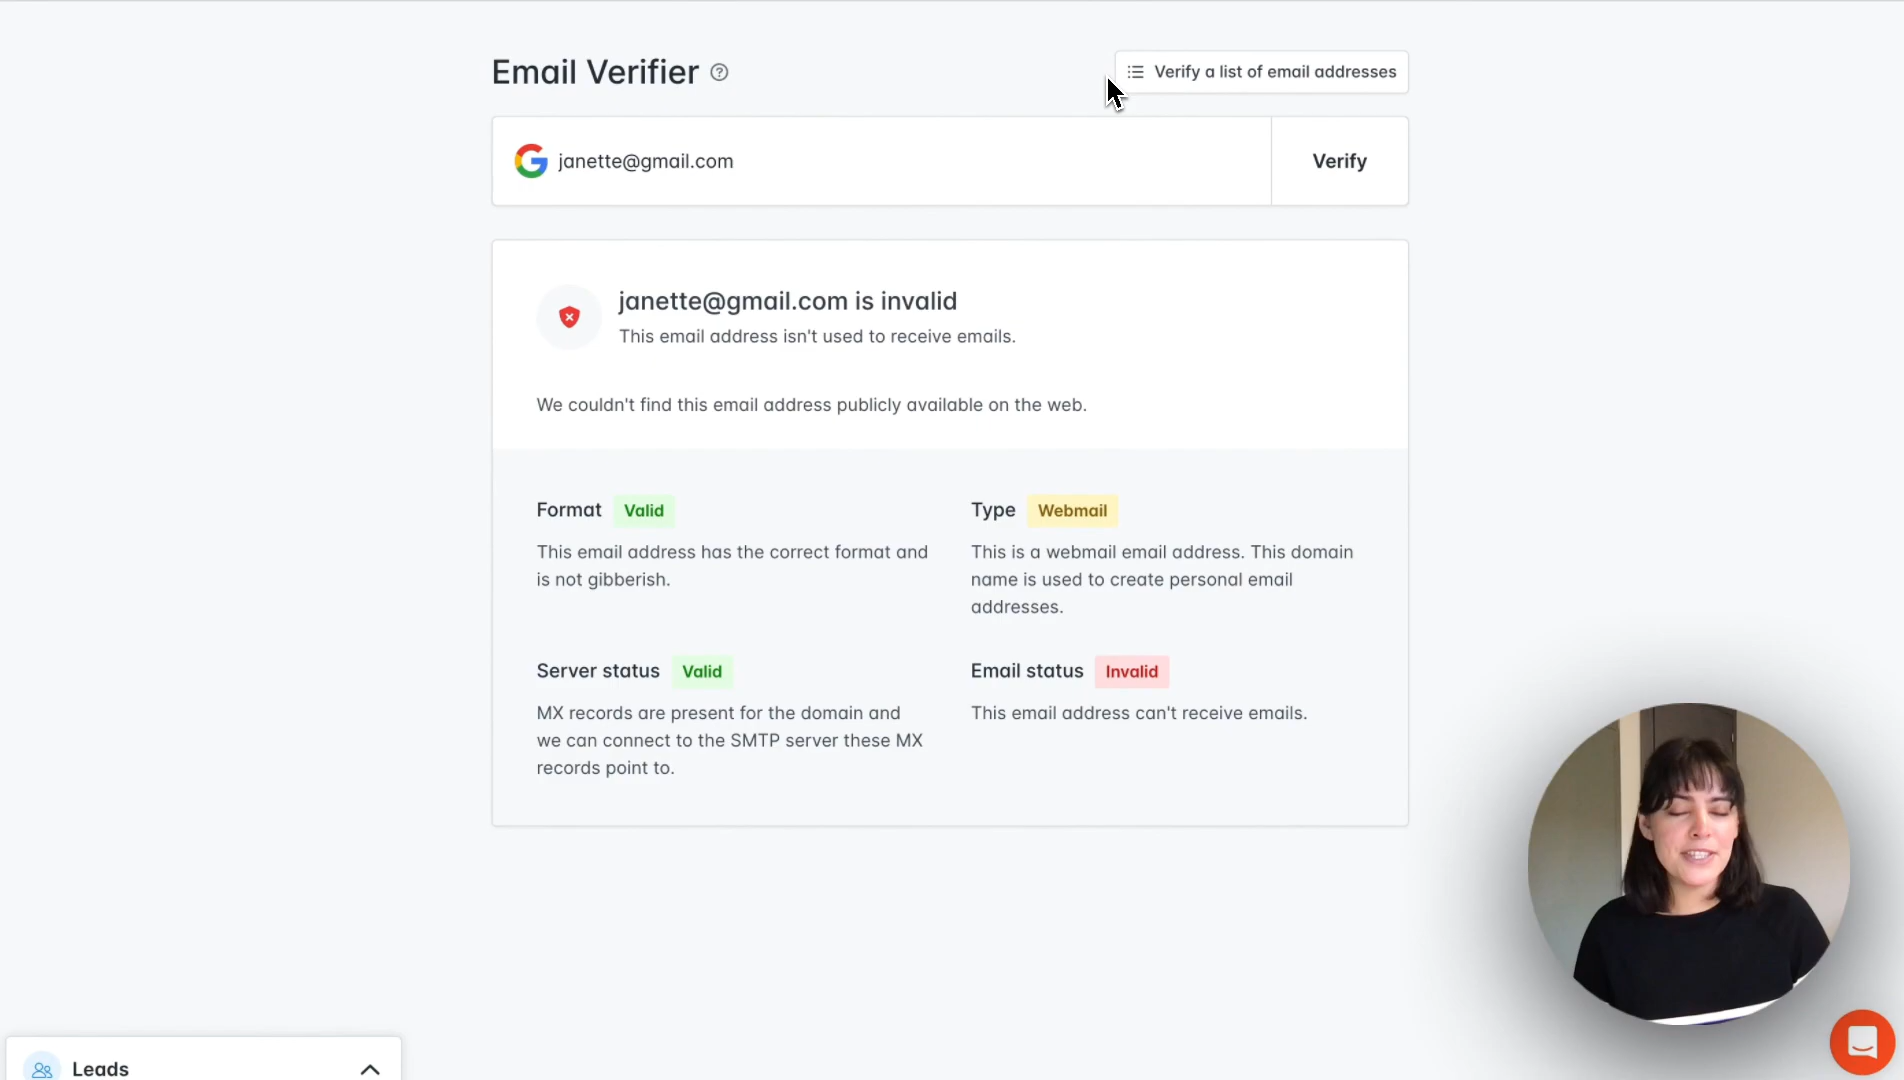 Email Verifier
Verify a list of email addresses
janette@gmail.com
Verify
janette@gmail.com is invalid
This email address isn't used to receive emails.
We couldn't find this email address publicly available on the web.
Format Valid
This email address has the correct format and
is not gibberish.
Type Webmail
This is a webmail email address. This domain
name is used to create personal email
addresses.
Server status Valid
MX records are present for the domain and
we can connect to the SMTP server these MX
records point to.
Email status Invalid
This email address can't receive emails.
Leads